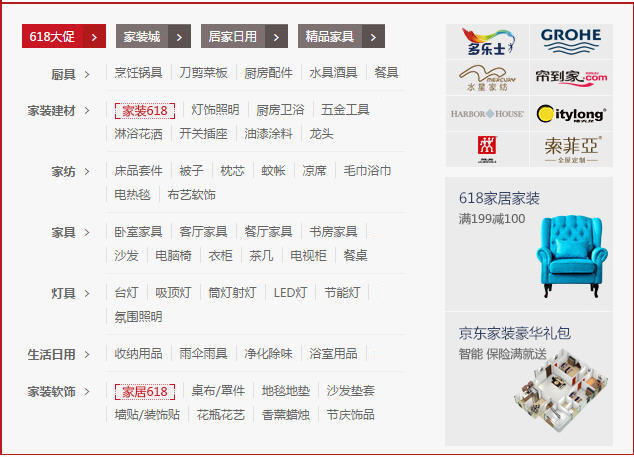 618大促 > 家装城 > 居家日用 > 精品家具 >
厨具 > 烹饪锅具 刀剪菜板 厨房配件 水具酒具 餐具
家装建材 > 家装618 灯饰照明 厨房卫浴 五金工具
淋浴花洒 开关插座 油漆涂料 龙头
家纺 > 床品套件 被子 枕芯 蚊帐 凉席 毛巾浴巾
电热毯 布艺软饰
家具 > 卧室家具 客厅家具 餐厅家具 书房家具
沙发 电脑椅 衣柜 茶几 电视柜 餐桌
灯具 > 台灯 吸顶灯 筒灯射灯 LED灯 节能灯
氛围照明
生活日用 > 收纳用品 雨伞雨具 净化除味 浴室用品
家装软饰 > 家居618 桌布/罩件 地毯地垫 沙发垫套
墙贴/装饰贴 花瓶花艺 香薰蜡烛 节庆饰品
多乐士 GROHE
MERCURY
水星家纺 帘到家.com
HARBOR HOUSE Citylong
索菲亞
全屋定制
618家居家装
满199减100
京东家装豪华礼包
智能 保险满就送